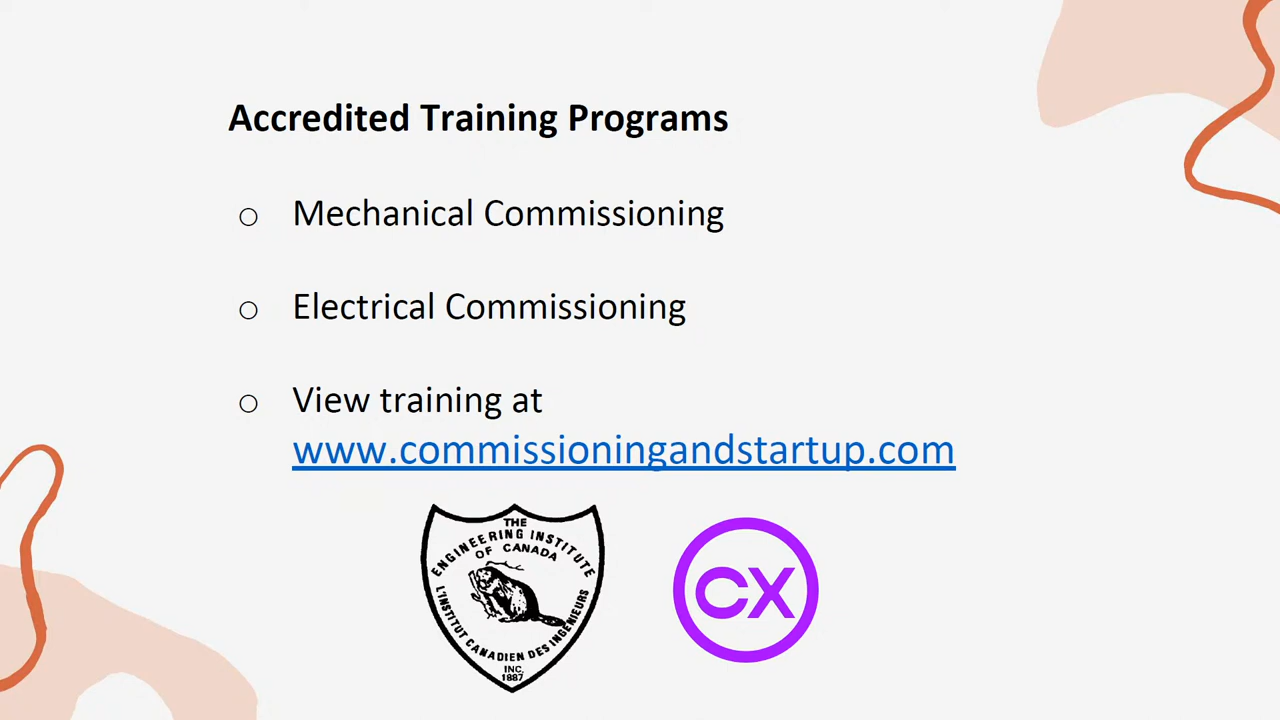 Accredited Training Programs
Mechanical Commissioning
Electrical Commissioning
View training at
www.commissioningandstartup.com
THE
ENGINEERING INSTITUTE
OF CANADA
L'INSTITUT CANADIEN DES INGENIEURS
INC.
1887
CX